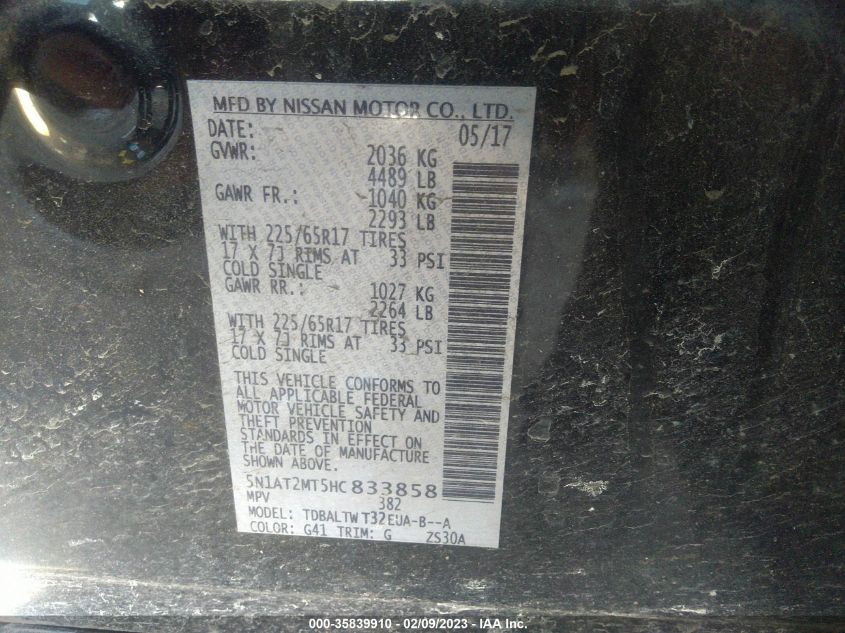 MFD BY NISSAN MOTOR CO., LTD.
DATE: 05/17
GVWR: 2036 KG
4489 LB
GAWR FR.: 1040 KG
2293 LB
WITH 225/65R17 TIRES
17 X 7J RIMS AT 33 PSI
COLD SINGLE
GAWR RR.: 1027 KG
2264 LB
WITH 225/65R17 TIRES
17 X 7J RIMS AT 33 PSI
COLD SINGLE
THIS VEHICLE CONFORMS TO
ALL APPLICABLE FEDERAL
MOTOR VEHICLE SAFETY AND
THEFT PREVENTION
STANDARDS IN EFFECT ON
THE DATE OF MANUFACTURE
SHOWN ABOVE.
5N1AT2MT5HC833858
MPV 382
MODEL: TDBALTWT32EUA-B--A
COLOR: G41 TRIM: G ZS30A
000-35839910 - 02/09/2023 - IAA Inc.